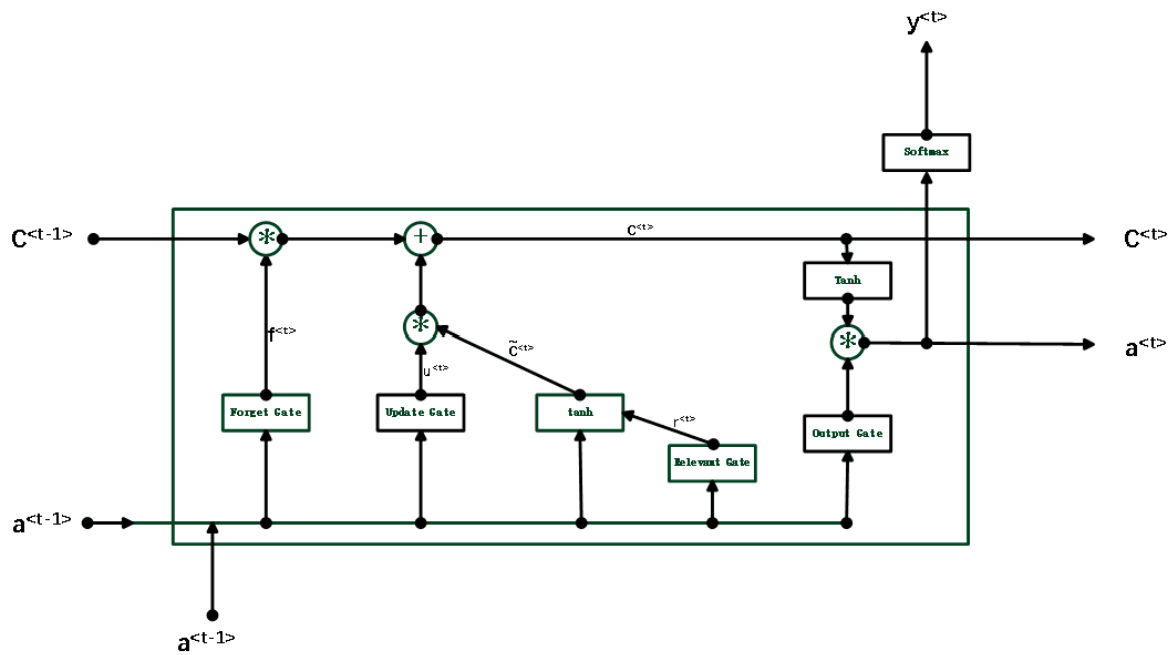 y<t>
Softmax
C<t-1>
*
+
C<t>
C<t>
Tanh
f<t>
*
c̃<t>
*
a<t>
u<t>
Forget Gate
Update Gate
tanh
r<t>
Output Gate
Relevant Gate
a<t-1>
a<t-1>